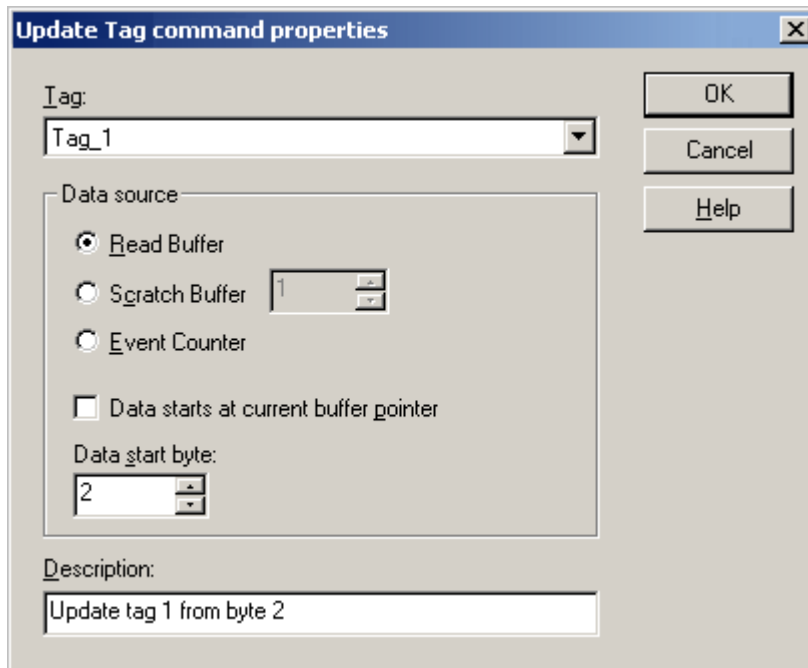 Update Tag command properties
Tag:
Tag_1
OK
Cancel
Help
Data source
Read Buffer
Scratch Buffer 1
Event Counter
Data starts at current buffer pointer
Data start byte:
2
Description:
Update tag 1 from byte 2